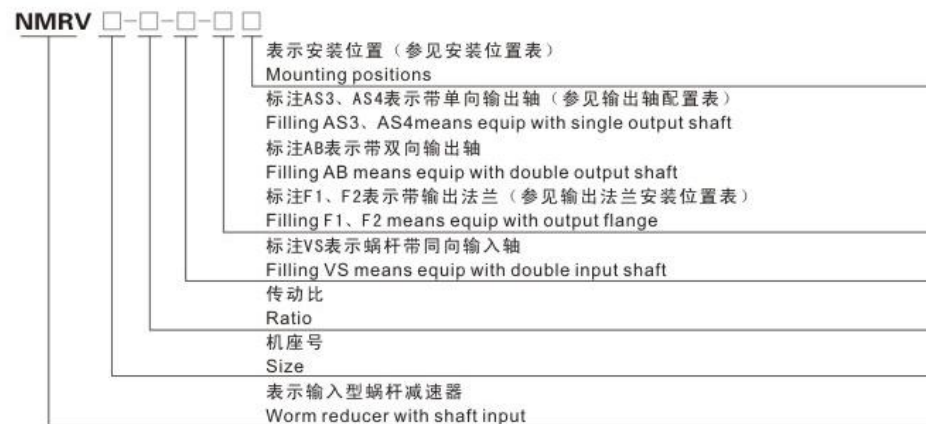 NMRV □-□-□-□ □
表示安装位置（参见安装位置表）
Mounting positions
标注AS3、AS4表示带单向输出轴（参见输出轴配置表）
Filling AS3、AS4means equip with single output shaft
标注AB表示带双向输出轴
Filling AB means equip with double output shaft
标注F1、F2表示带输出法兰（参见输出法兰安装位置表）
Filling F1、F2 means equip with output flange
标注VS表示蜗杆带同向输入轴
Filling VS means equip with double input shaft
传动比
Ratio
机座号
Size
表示输入型蜗杆减速器
Worm reducer with shaft input